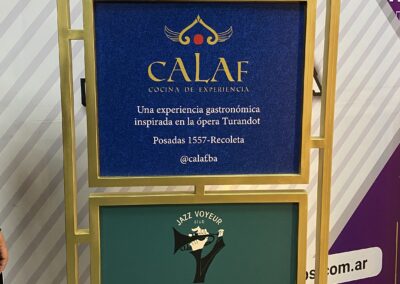 CALAF
COCINA DE EXPERIENCIA
Una experiencia gastronómica
inspirada en la ópera Turandot
Posadas 1557-Recoleta
@calaf.ba
JAZZ VOYEUR
CLUB
.com.ar